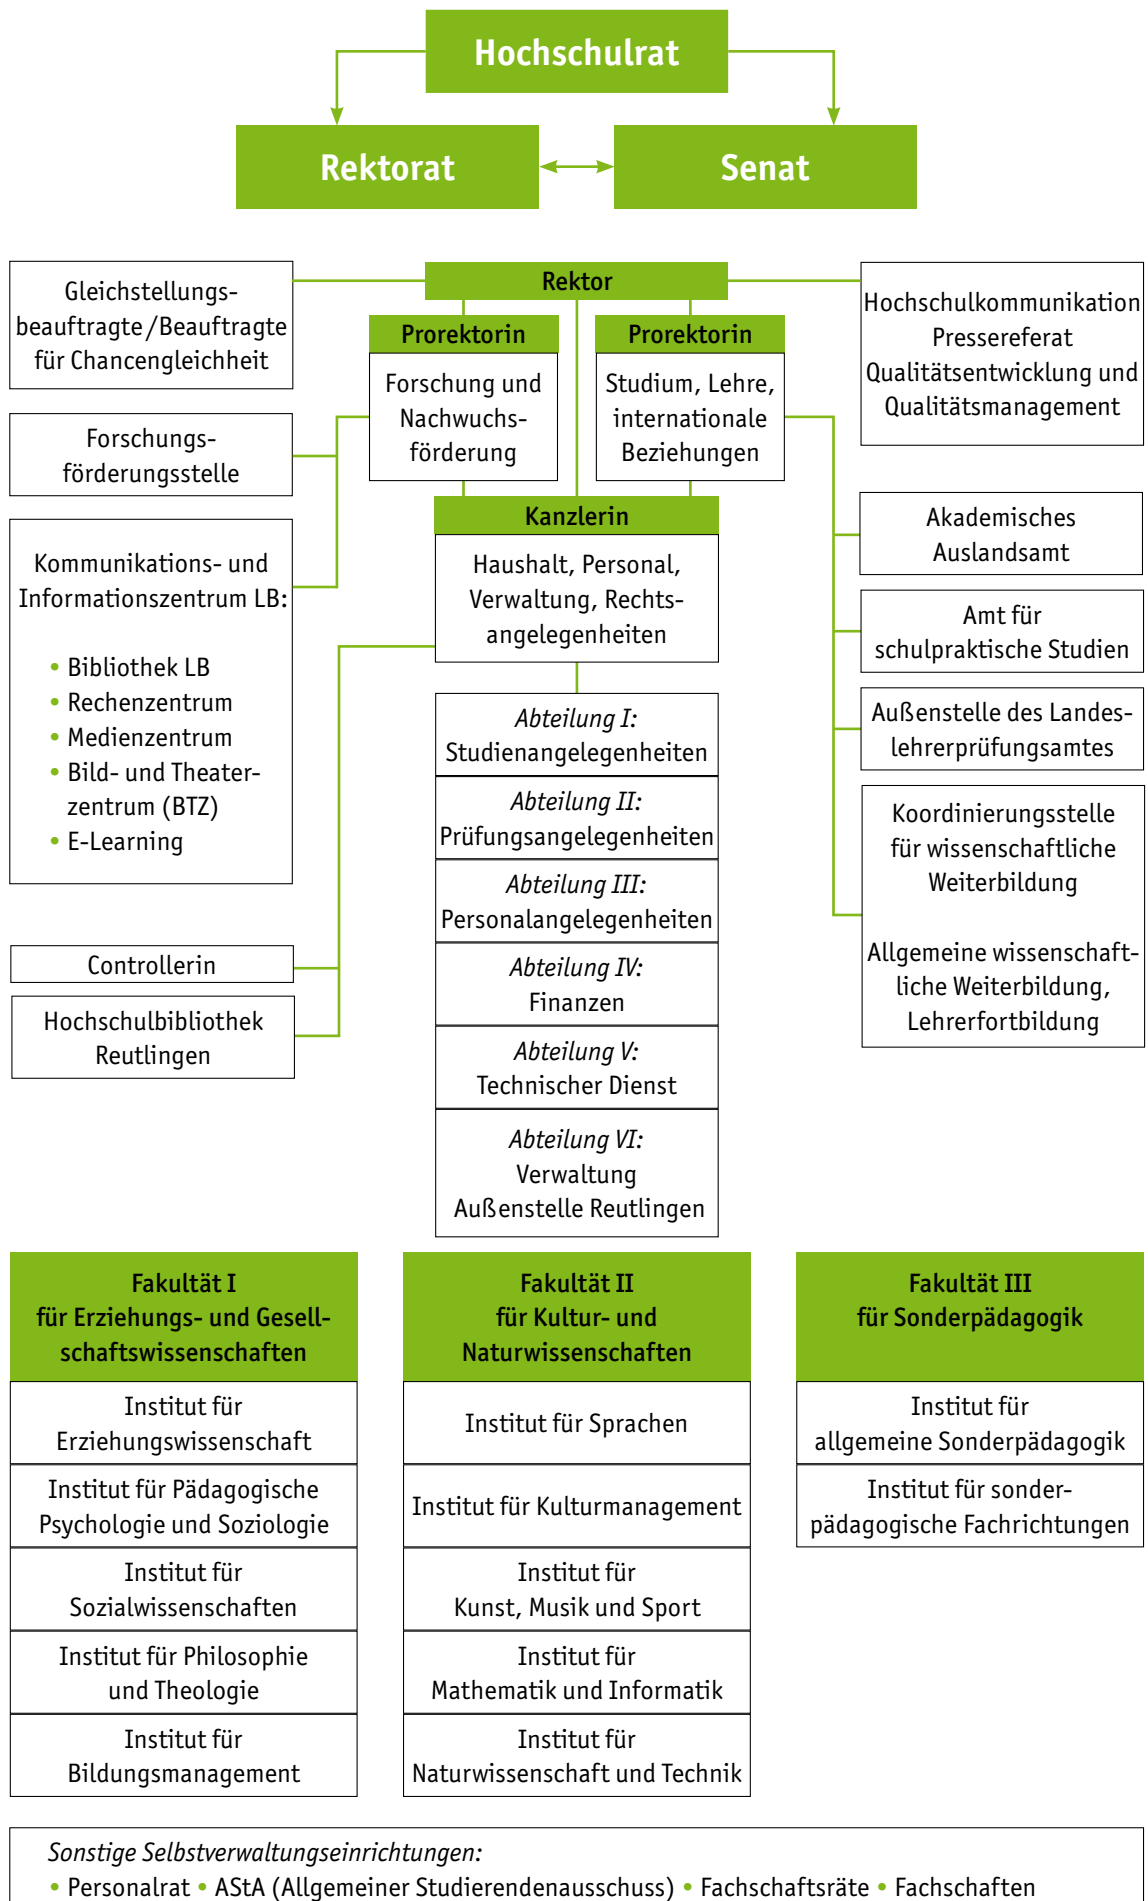 Hochschulrat
Rektorat
Senat
Gleichstellungs-
beauftragte/Beauftragte
für Chancengleichheit
Forschungs-
förderungsstelle
Kommunikations- und
Informationszentrum LB:
• Bibliothek LB
• Rechenzentrum
• Medienzentrum
• Bild- und Theater-
zentrum (BTZ)
• E-Learning
Controllerin
Hochschulbibliothek
Reutlingen
Rektor
Prorektorin
Forschung und
Nachwuchs-
förderung
Prorektorin
Studium, Lehre,
internationale
Beziehungen
Kanzlerin
Haushalt, Personal,
Verwaltung, Rechts-
angelegenheiten
Abteilung I:
Studienangelegenheiten
Abteilung II:
Prüfungsangelegenheiten
Abteilung III:
Personalangelegenheiten
Abteilung IV:
Finanzen
Abteilung V:
Technischer Dienst
Abteilung VI:
Verwaltung
Außenstelle Reutlingen
Hochschulkommunikation
Pressereferat
Qualitätsentwicklung und
Qualitätsmanagement
Akademisches
Auslandsamt
Amt für
schulpraktische Studien
Außenstelle des Landes-
lehrerprüfungsamtes
Koordinierungsstelle
für wissenschaftliche
Weiterbildung
Allgemeine wissenschaft-
liche Weiterbildung,
Lehrerfortbildung
Fakultät I
für Erziehungs- und Gesell-
schaftswissenschaften
Institut für
Erziehungswissenschaft
Institut für Pädagogische
Psychologie und Soziologie
Institut für
Sozialwissenschaften
Institut für Philosophie
und Theologie
Institut für
Bildungsmanagement
Fakultät II
für Kultur- und
Naturwissenschaften
Institut für Sprachen
Institut für Kulturmanagement
Institut für
Kunst, Musik und Sport
Institut für
Mathematik und Informatik
Institut für
Naturwissenschaft und Technik
Fakultät III
für Sonderpädagogik
Institut für
allgemeine Sonderpädagogik
Institut für sonder-
pädagogische Fachrichtungen
Sonstige Selbstverwaltungseinrichtungen:
• Personalrat • AStA (Allgemeiner Studierendenausschuss) • Fachschaftsräte • Fachschaften